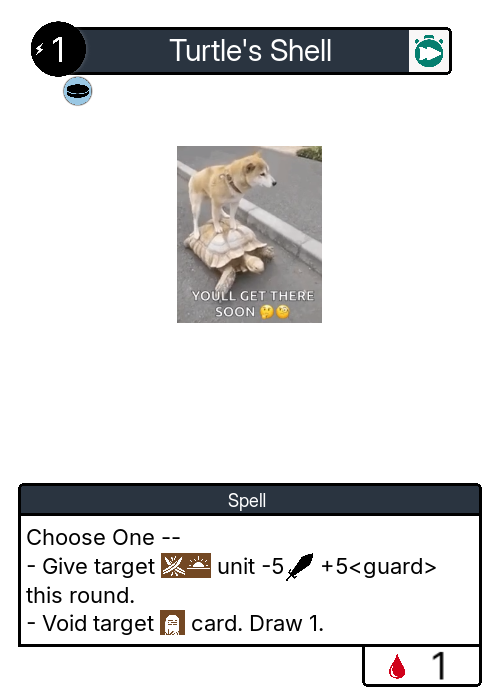 1
Turtle's Shell
YOULL GET THERE
SOON 🤔🧐
Spell
Choose One --
- Give target unit -5 +5<guard>
this round.
- Void target card. Draw 1.
1